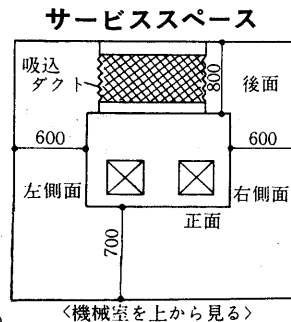 サービススペース
吸込
ダクト
800
後面
600
600
左側面
右側面
正面
700
〈機械室を上から見る〉